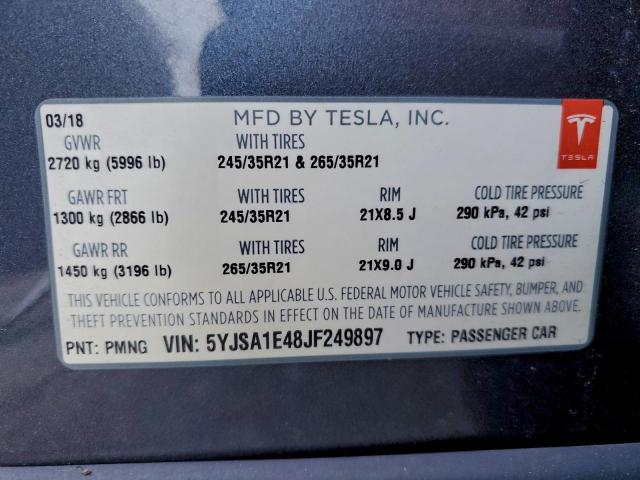 03/18 MFD BY TESLA, INC.
GVWR WITH TIRES
2720 kg (5996 lb) 245/35R21 & 265/35R21
TESLA
GAWR FRT WITH TIRES RIM COLD TIRE PRESSURE
1300 kg (2866 lb) 245/35R21 21X8.5 J 290 kPa, 42 psi
GAWR RR WITH TIRES RIM COLD TIRE PRESSURE
1450 kg (3196 lb) 265/35R21 21X9.0 J 290 kPa, 42 psi
THIS VEHICLE CONFORMS TO ALL APPLICABLE U.S. FEDERAL MOTOR VEHICLE SAFETY, BUMPER, AND
THEFT PREVENTION STANDARDS IN EFFECT ON THE DATE OF MANUFACTURE SHOWN ABOVE.
PNT: PMNG VIN: 5YJSA1E48JF249897 TYPE: PASSENGER CAR